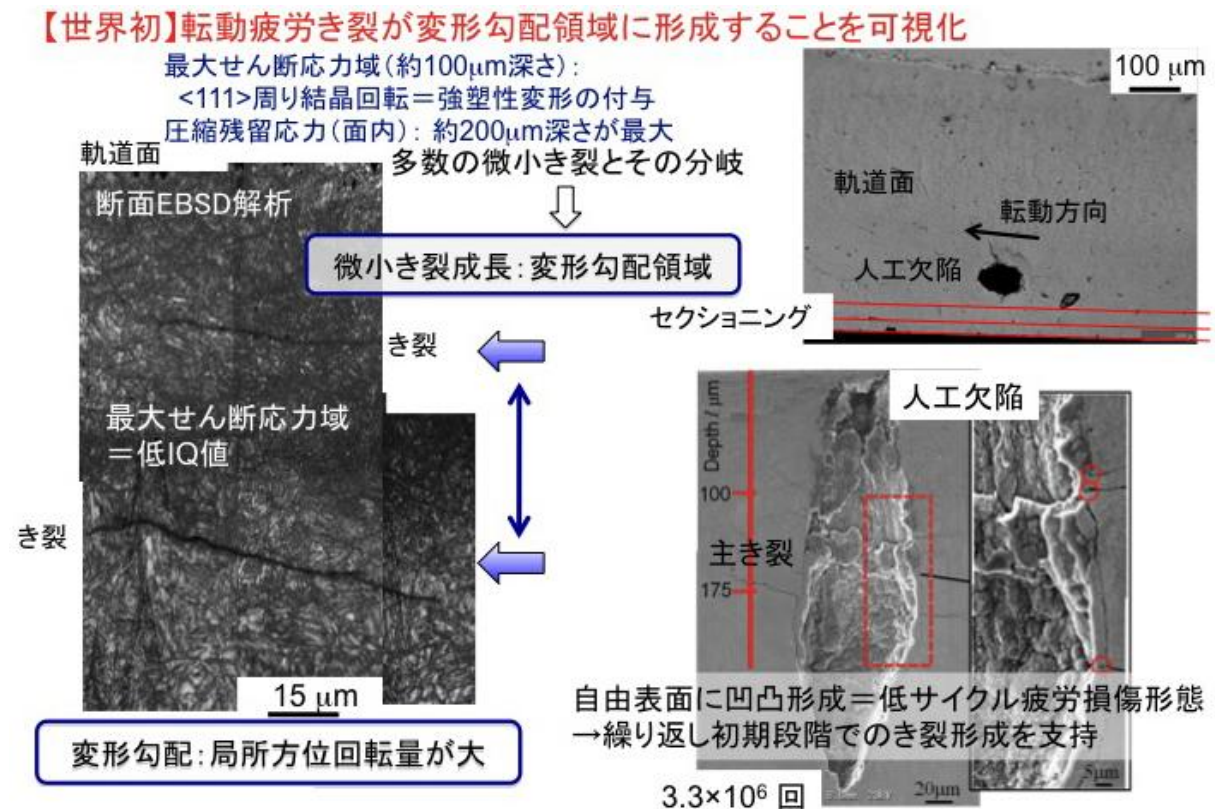 【世界初】転動疲労き裂が変形勾配領域に形成することを可視化
最大せん断応力域(約100μm深さ):
<111>周り結晶回転=強塑性変形の付与
圧縮残留応力(面内): 約200μm深さが最大
軌道面
断面EBSD解析
多数の微小き裂とその分岐
微小き裂成長:変形勾配領域
き裂
最大せん断応力域
=低IQ値
き裂
15 μm
変形勾配:局所方位回転量が大
100 μm
軌道面
転動方向
人工欠陥
セクショニング
人工欠陥
Depth / μm
100
主き裂
175
自由表面に凹凸形成=低サイクル疲労損傷形態
→繰り返し初期段階でのき裂形成を支持
20μm
5μm
3.3×10⁶ 回